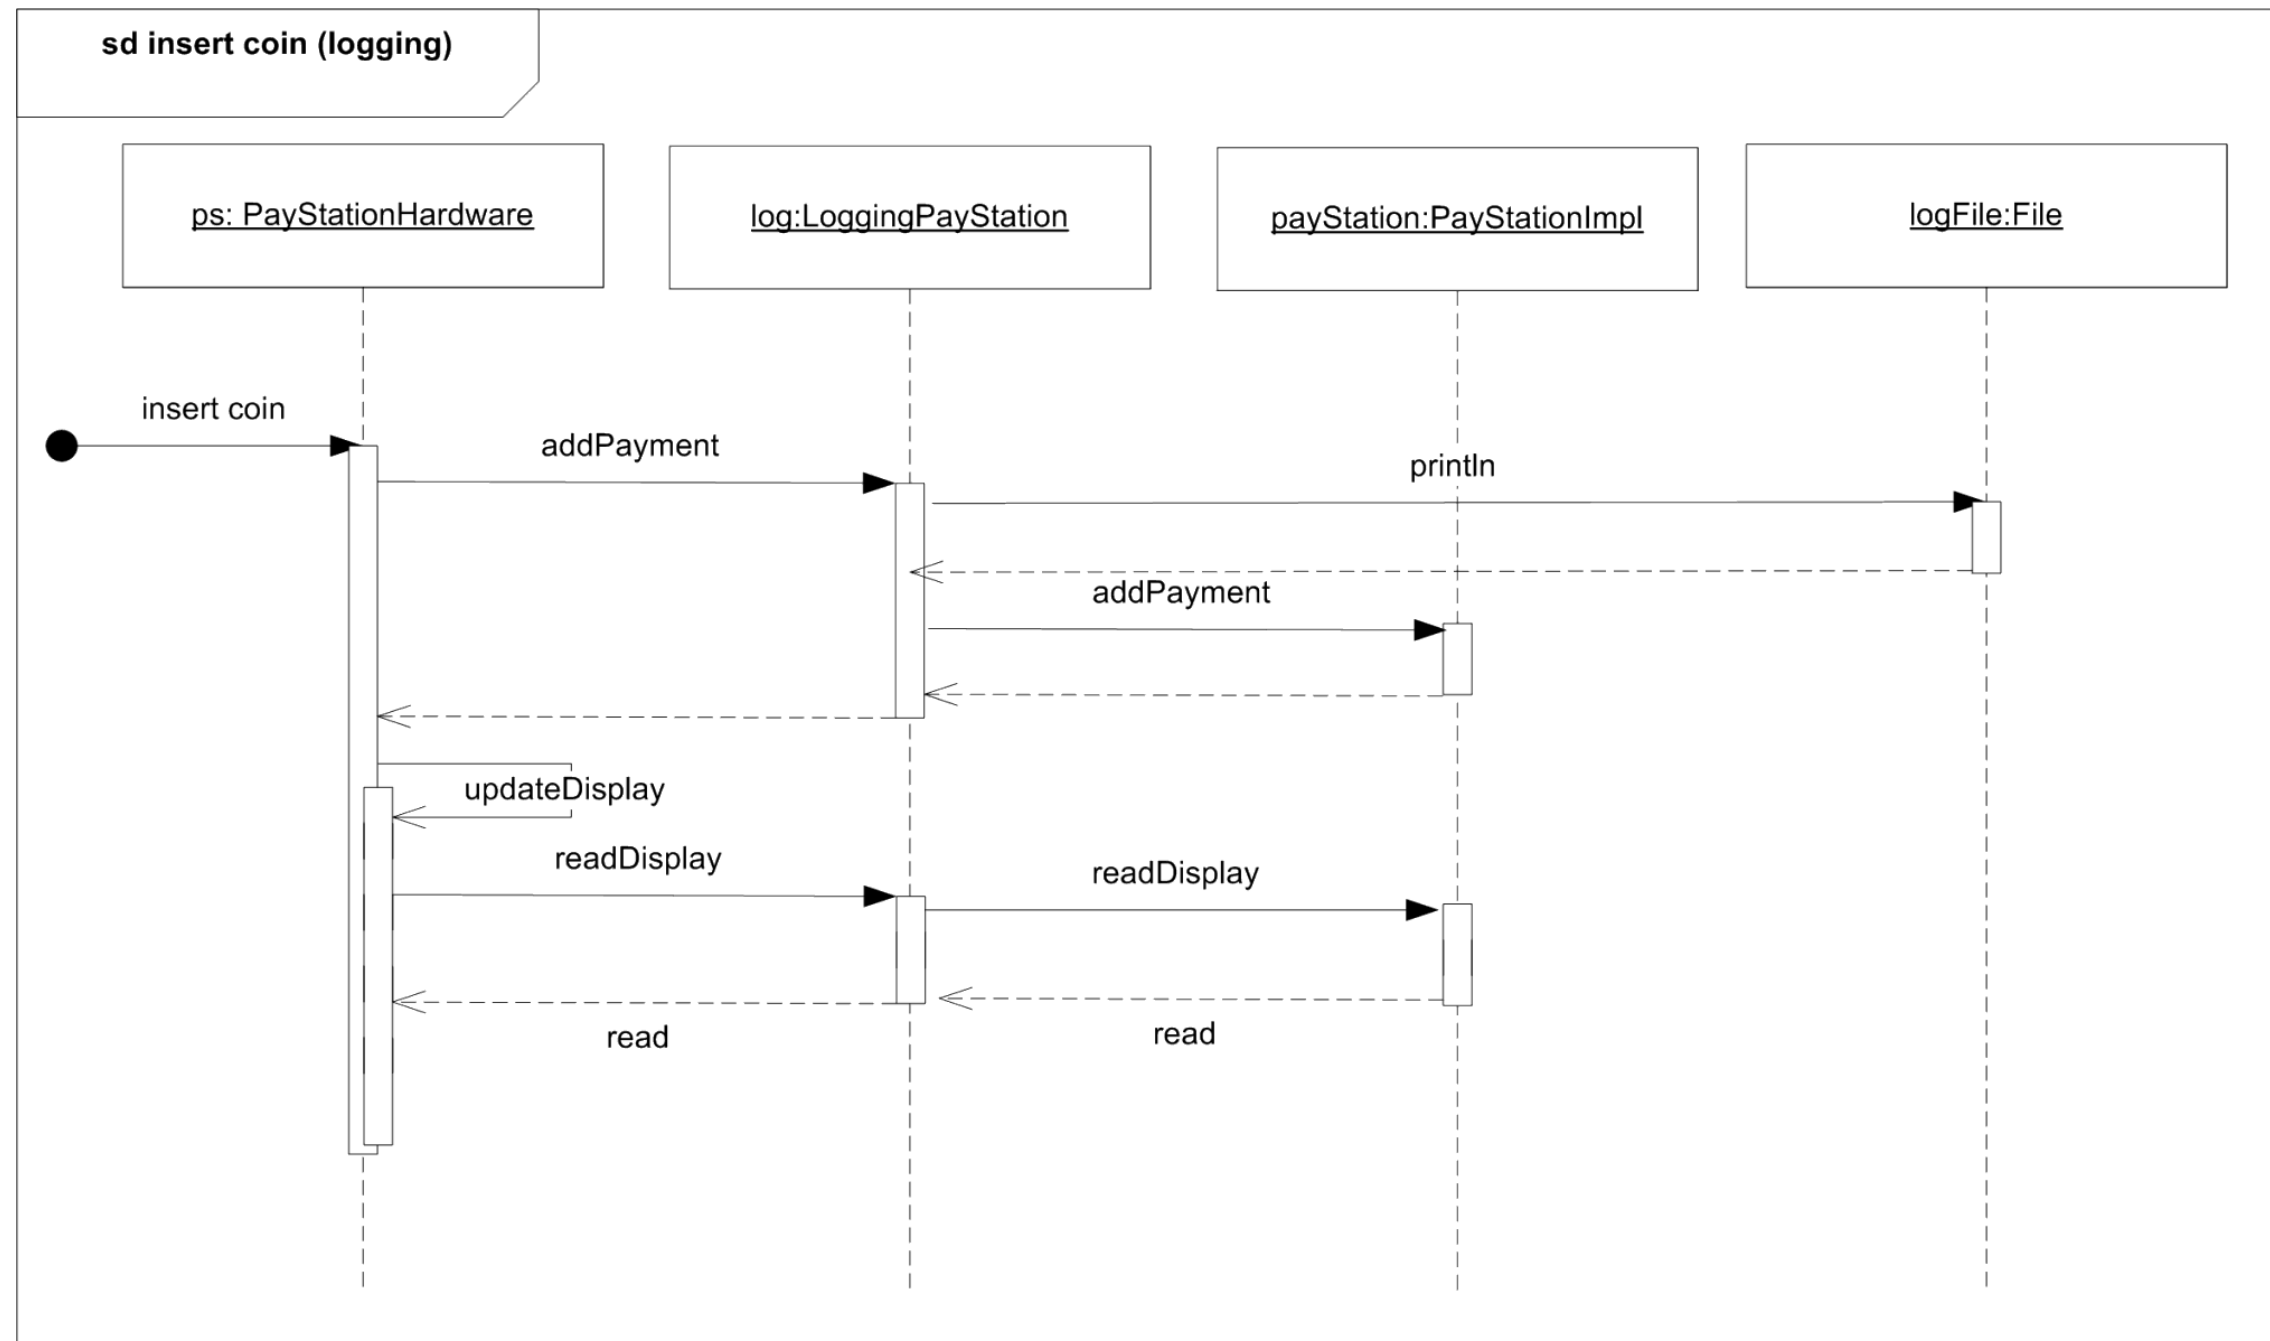 sd insert coin (logging)
ps: PayStationHardware
log:LoggingPayStation
payStation:PayStationImpl
logFile:File
insert coin
addPayment
println
addPayment
updateDisplay
readDisplay
readDisplay
read
read